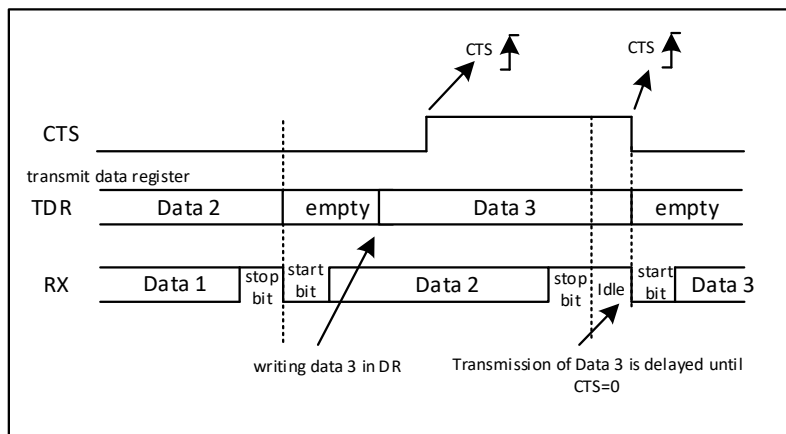 CTS CTS
CTS
transmit data register
TDR Data 2 empty Data 3 empty
RX Data 1 stop bit start bit Data 2 stop bit Idle start bit Data 3
writing data 3 in DR
Transmission of Data 3 is delayed until
CTS=0